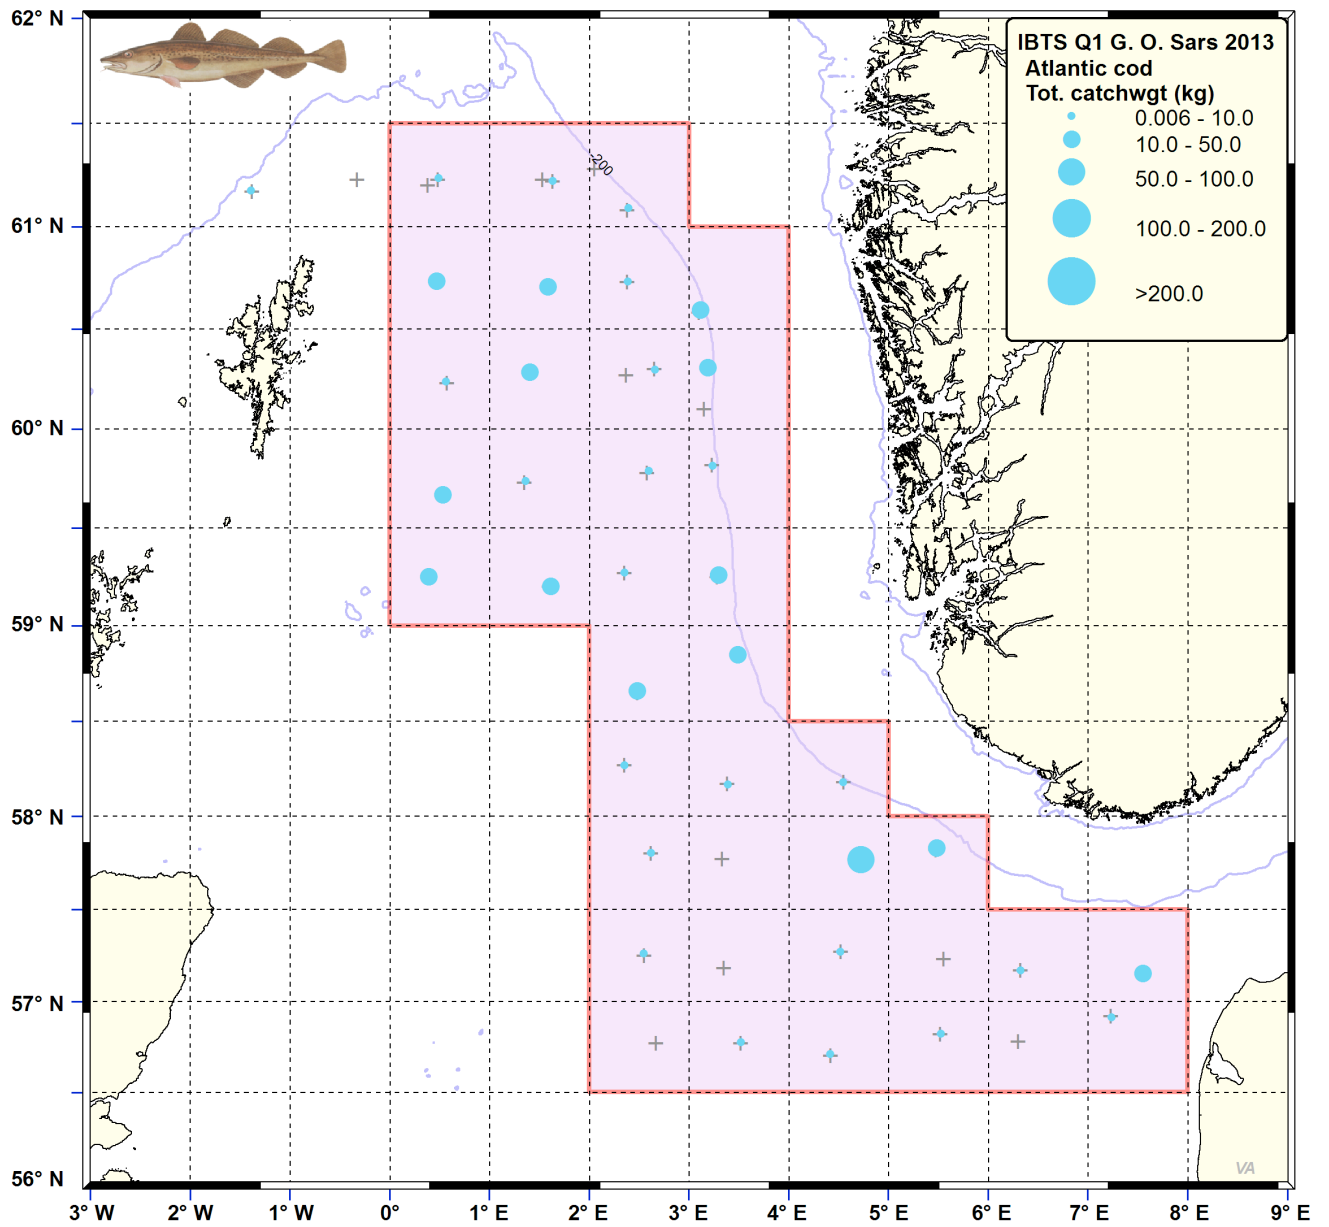 62° N
61° N
60° N
59° N
58° N
57° N
56° N
IBTS Q1 G. O. Sars 2013
Atlantic cod
Tot. catchwgt (kg)
0.006 - 10.0
10.0 - 50.0
50.0 - 100.0
100.0 - 200.0
>200.0
200
VA
3°W 2°W 1°W 0° 1°E 2°E 3°E 4°E 5°E 6°E 7°E 8°E 9°E